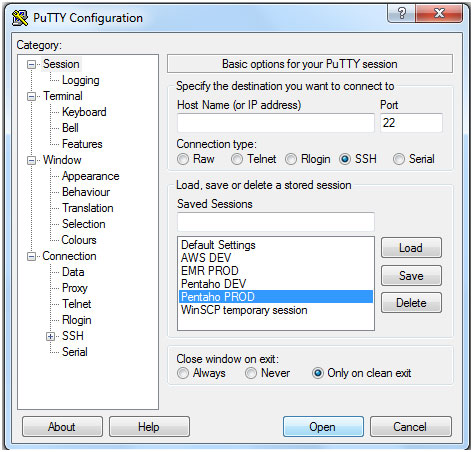 PuTTY Configuration
Category:
Session
Logging
Terminal
Keyboard
Bell
Features
Window
Appearance
Behaviour
Translation
Selection
Colours
Connection
Data
Proxy
Telnet
Rlogin
SSH
Serial
Basic options for your PuTTY session
Specify the destination you want to connect to
Host Name (or IP address) Port
22
Connection type:
Raw Telnet Rlogin SSH Serial
Load, save or delete a stored session
Saved Sessions
Default Settings
AWS DEV
EMR PROD
Pentaho DEV
Pentaho PROD
WinSCP temporary session
Load
Save
Delete
Close window on exit:
Always Never Only on clean exit
About Help Open Cancel